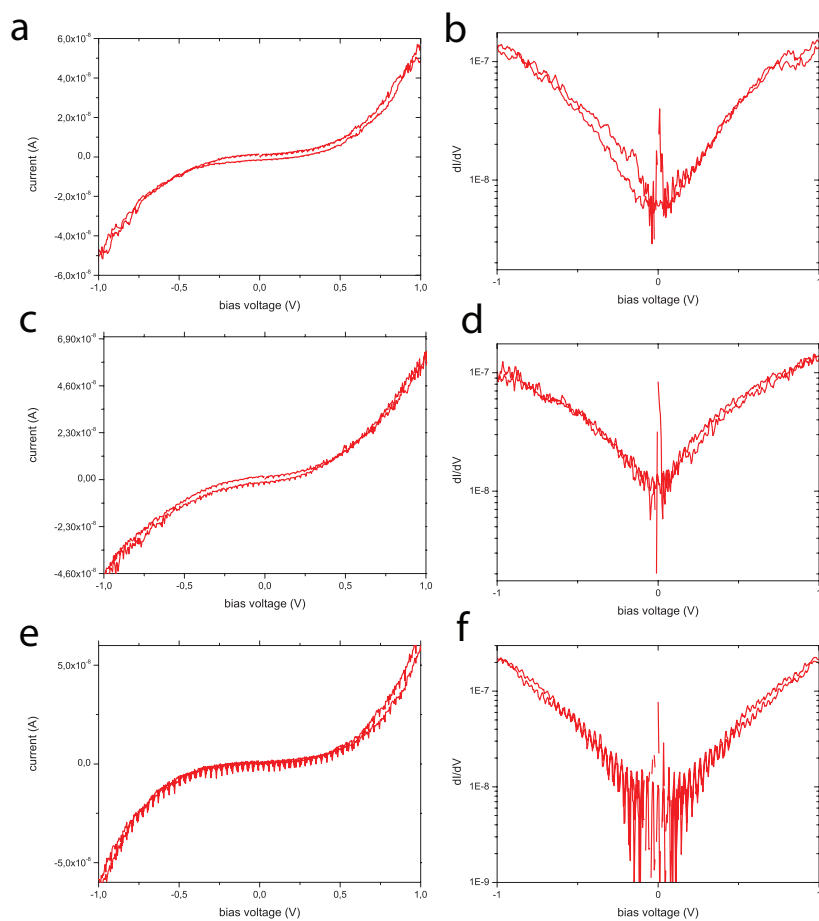 a
6,0x10⁻⁸
4,0x10⁻⁸
2,0x10⁻⁸
0,0
-2,0x10⁻⁸
-4,0x10⁻⁸
6,0x10⁻⁸
-1,0 -0,5 0,0 0,5 1,0
bias voltage (V)
current (A)
b
1E-7
1E-8
-1 0 1
bias voltage (V)
dI/dV
c
6,90x10⁻⁸
4,60x10⁻⁸
2,30x10⁻⁸
0,00
-2,30x10⁻⁸
-4,60x10⁻⁸
-1,0 -0,5 0,0 0,5 1,0
bias voltage (V)
current (A)
d
1E-7
1E-8
-1 0 1
bias voltage (V)
dI/dV
e
5,0x10⁻⁸
0,0
-5,0x10⁻⁸
-1,0 -0,5 0,0 0,5 1,0
bias voltage (V)
current (A)
f
1E-7
1E-8
1E-9
-1 0 1
bias voltage (V)
dI/dV